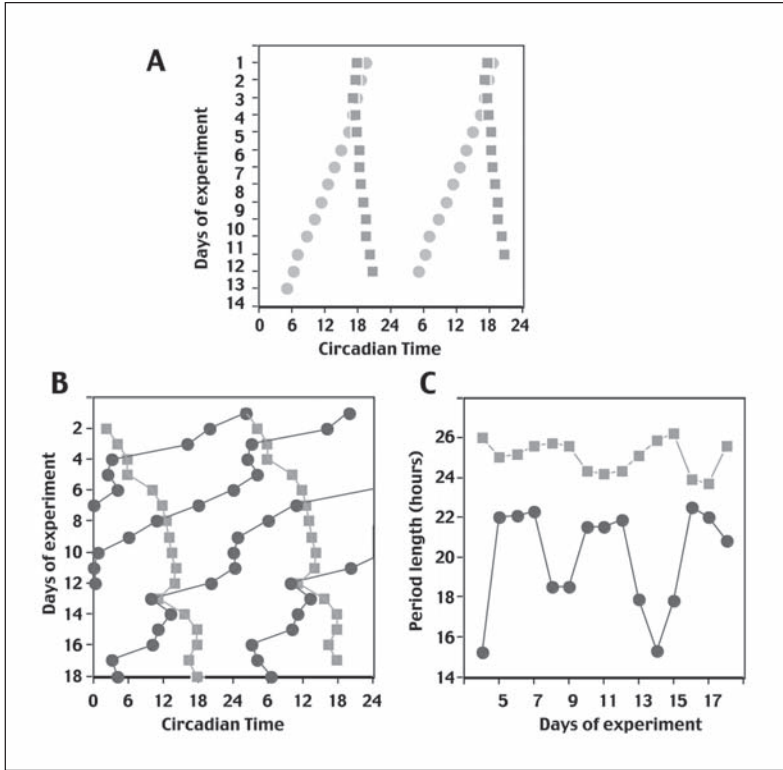 A
Days of experiment
1
2
3
4
5
6
7
8
9
10
11
12
13
14
0 6 12 18 24 6 12 18 24
Circadian Time
B
Days of experiment
2
4
6
8
10
12
14
16
18
0 6 12 18 24 6 12 18 24
Circadian Time
C
Period length (hours)
26
24
22
20
18
16
14
5 7 9 11 13 15 17
Days of experiment